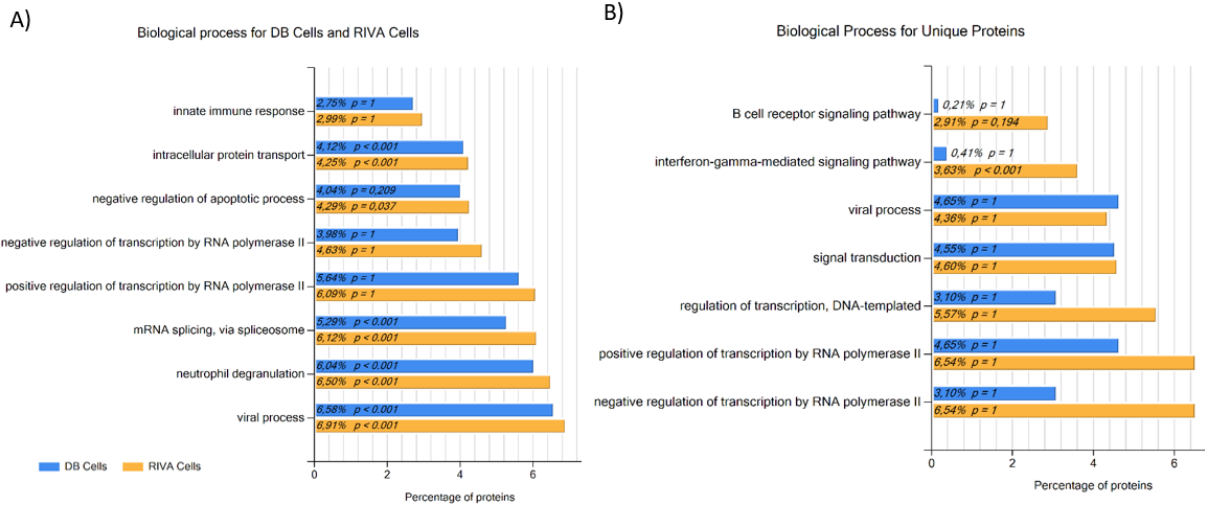 A)
Biological process for DB Cells and RIVA Cells
innate immune response
2,75% p = 1
2,99% p = 1
intracellular protein transport
4,12% p < 0.001
4,25% p < 0.001
negative regulation of apoptotic process
4,04% p = 0,209
4,29% p = 0,037
negative regulation of transcription by RNA polymerase II
3,98% p = 1
4,63% p = 1
positive regulation of transcription by RNA polymerase II
5,64% p = 1
6,09% p = 1
mRNA splicing, via spliceosome
5,29% p < 0.001
6,12% p < 0.001
neutrophil degranulation
6,04% p < 0.001
6,50% p < 0.001
viral process
6,58% p < 0.001
6,91% p < 0.001
DB Cells
RIVA Cells
0 2 4 6
Percentage of proteins
B)
Biological Process for Unique Proteins
B cell receptor signaling pathway
0,21% p = 1
2,91% p = 0,194
interferon-gamma-mediated signaling pathway
0,41% p = 1
3,63% p < 0.001
viral process
4,65% p = 1
4,36% p = 1
signal transduction
4,55% p = 1
4,60% p = 1
regulation of transcription, DNA-templated
3,10% p = 1
5,57% p = 1
positive regulation of transcription by RNA polymerase II
4,65% p = 1
6,54% p = 1
negative regulation of transcription by RNA polymerase II
3,10% p = 1
6,54% p = 1
0 2 4 6
Percentage of proteins